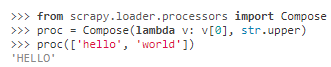 >>> from scrapy.loader.processors import Compose
>>> proc = Compose(lambda v: v[0], str.upper)
>>> proc(['hello', 'world'])
'HELLO'